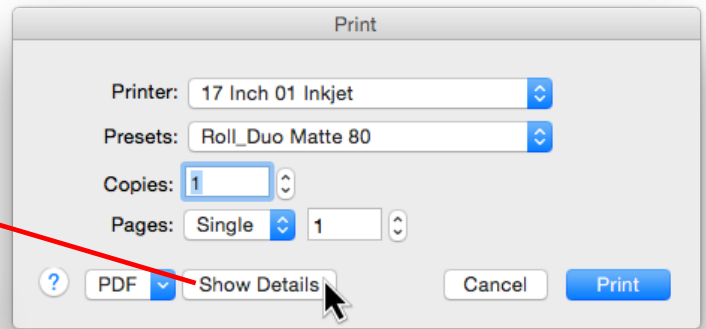 Print
Printer: 17 Inch 01 Inkjet
Presets: Roll_Duo Matte 80
Copies: 1
Pages: Single 1
? PDF Show Details Cancel Print